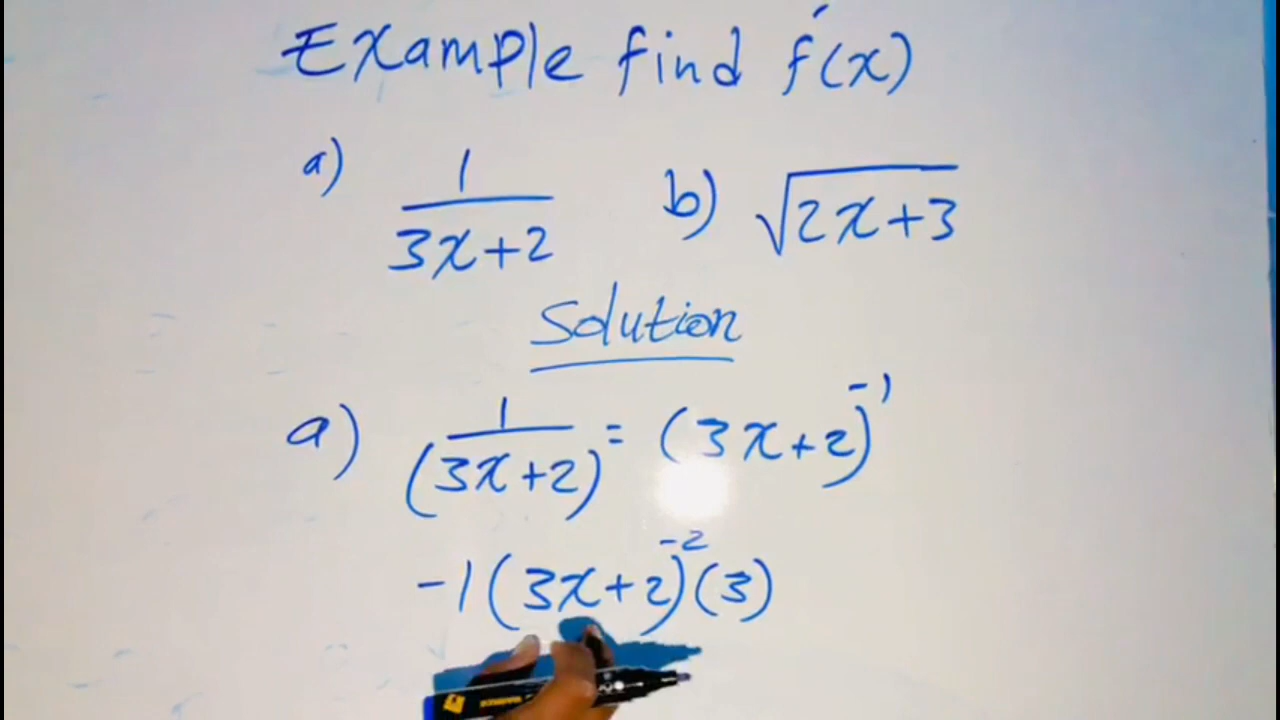 Example find f'(x)
a) 1/(3x+2) b) √(2x+3)
Solution
a) 1/(3x+2) = (3x+2)⁻¹
-1(3x+2)⁻²(3)